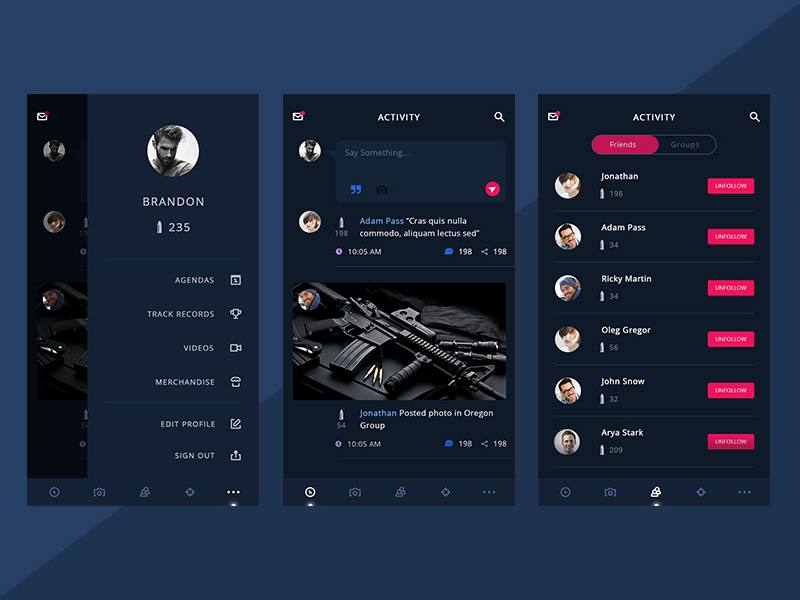 BRANDON
235
AGENDAS
TRACK RECORDS
VIDEOS
MERCHANDISE
EDIT PROFILE
SIGN OUT
ACTIVITY
Say Something...
198
Adam Pass "Cras quis nulla
commodo, aliquam lectus sed"
10:05 AM
198
198
54
Jonathan Posted photo in Oregon
Group
10:05 AM
198
198
ACTIVITY
Friends
Groups
Jonathan
198
UNFOLLOW
Adam Pass
34
UNFOLLOW
Ricky Martin
34
UNFOLLOW
Oleg Gregor
56
UNFOLLOW
John Snow
32
UNFOLLOW
Arya Stark
209
UNFOLLOW